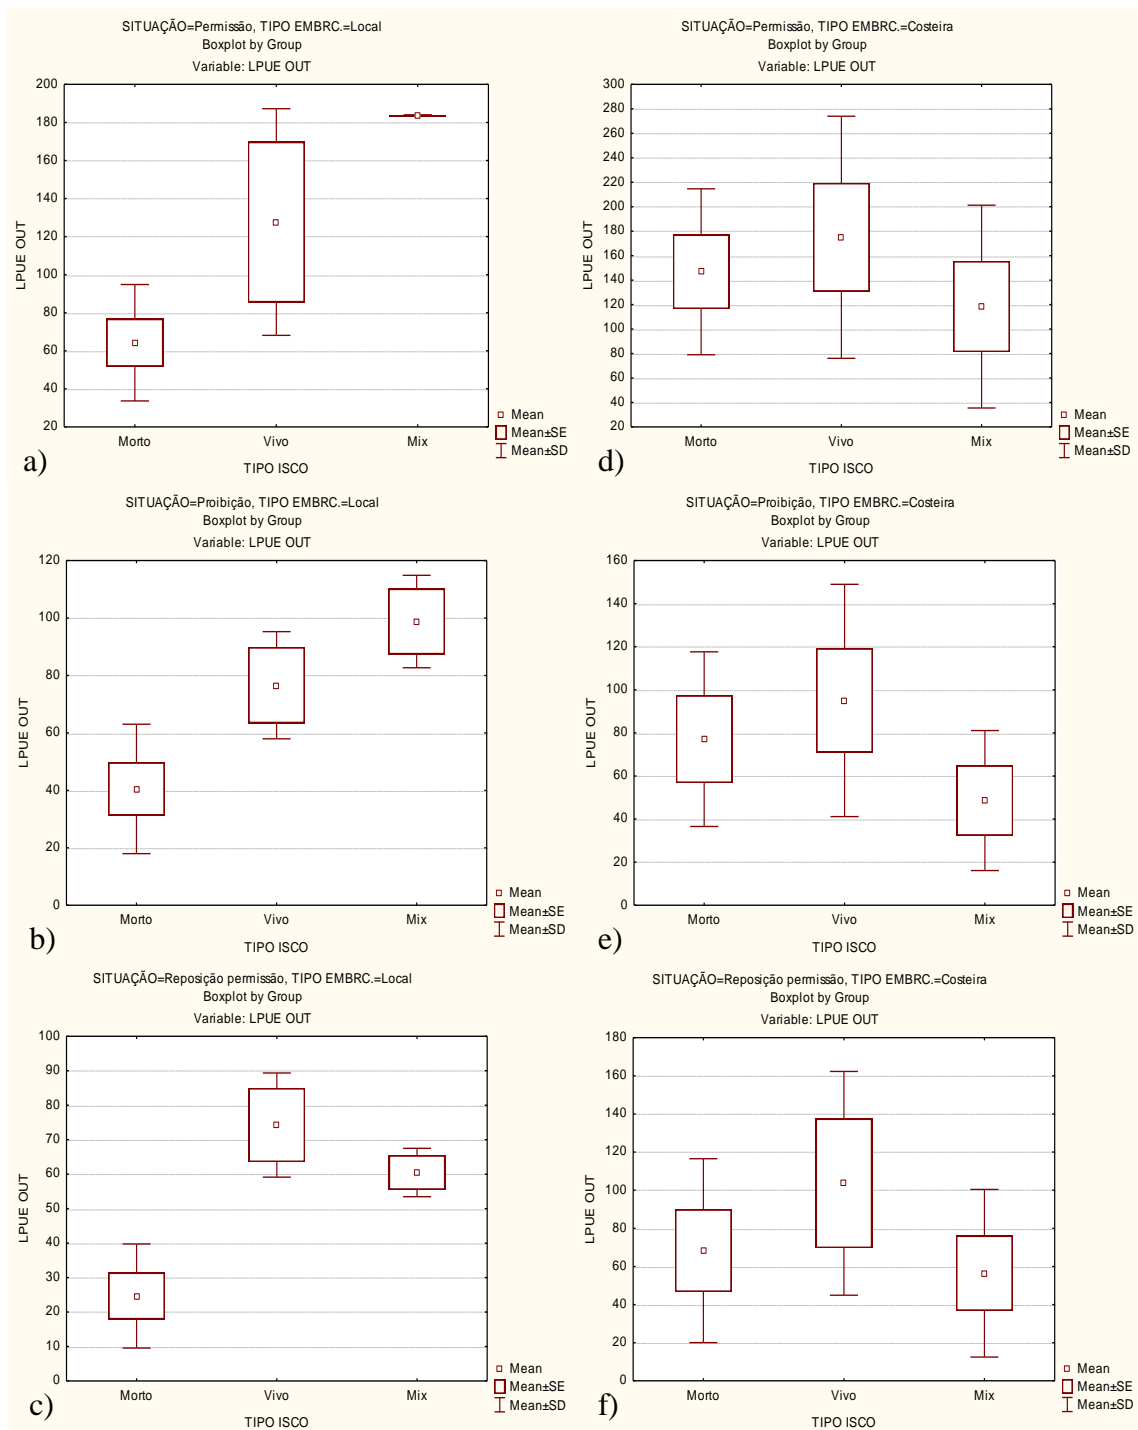 SITUAÇÃO=Permissão, TIPO EMBRC.=Local
Boxplot by Group
Variable: LPUE OUT
200
180
160
140
120
100
80
60
40
20
LPUE OUT
Morto Vivo Mix
TIPO ISCO
Mean
Mean±SE
Mean±SD
a)
SITUAÇÃO=Permissão, TIPO EMBRC.=Costeira
Boxplot by Group
Variable: LPUE OUT
300
280
260
240
220
200
180
160
140
120
100
80
60
40
20
LPUE OUT
Morto Vivo Mix
TIPO ISCO
Mean
Mean±SE
Mean±SD
d)
SITUAÇÃO=Proibição, TIPO EMBRC.=Local
Boxplot by Group
Variable: LPUE OUT
120
100
80
60
40
20
0
LPUE OUT
Morto Vivo Mix
TIPO ISCO
Mean
Mean±SE
Mean±SD
b)
SITUAÇÃO=Proibição, TIPO EMBRC.=Costeira
Boxplot by Group
Variable: LPUE OUT
160
140
120
100
80
60
40
20
0
LPUE OUT
Morto Vivo Mix
TIPO ISCO
Mean
Mean±SE
Mean±SD
e)
SITUAÇÃO=Reposição permissão, TIPO EMBRC.=Local
Boxplot by Group
Variable: LPUE OUT
100
90
80
70
60
50
40
30
20
10
0
LPUE OUT
Morto Vivo Mix
TIPO ISCO
Mean
Mean±SE
Mean±SD
c)
SITUAÇÃO=Reposição permissão, TIPO EMBRC.=Costeira
Boxplot by Group
Variable: LPUE OUT
180
160
140
120
100
80
60
40
20
0
LPUE OUT
Morto Vivo Mix
TIPO ISCO
Mean
Mean±SE
Mean±SD
f)